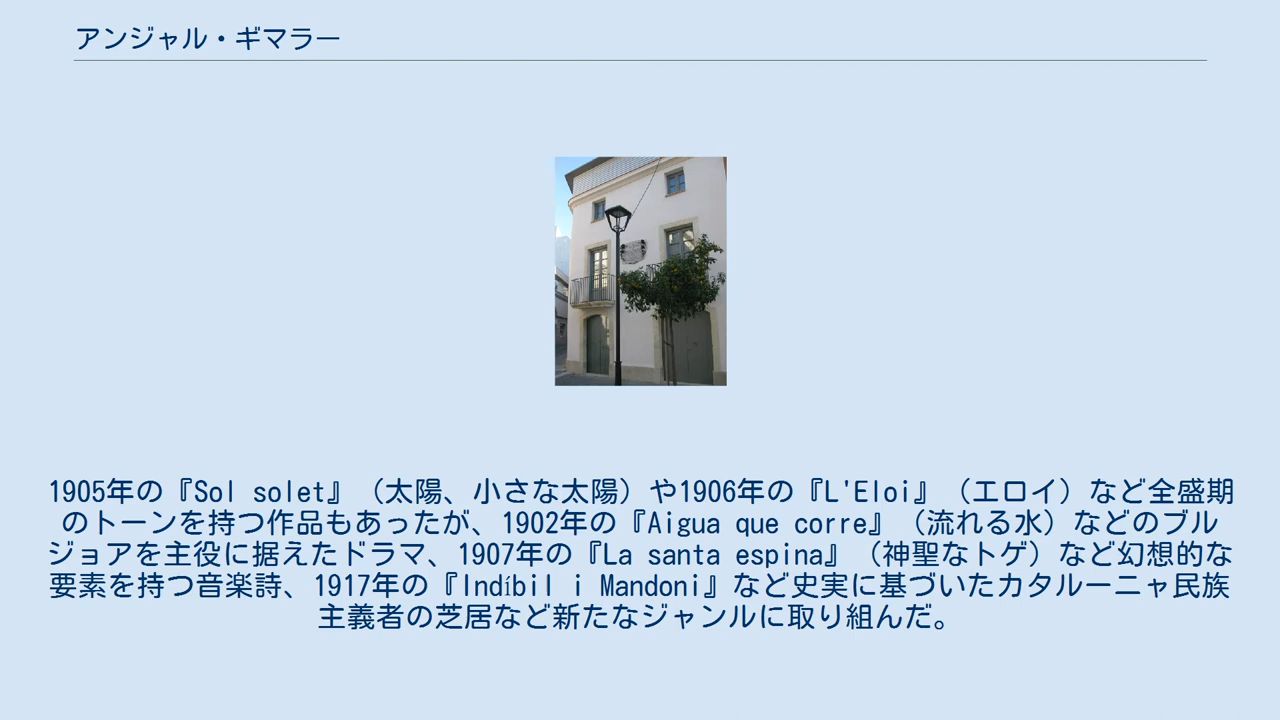 アンジャル・ギマラー
1905年の『Sol solet』（太陽、小さな太陽）や1906年の『L'Eloi』（エロイ）など全盛期
のトーンを持つ作品もあったが、1902年の『Aigua que corre』（流れる水）などのブル
ジョアを主役に据えたドラマ、1907年の『La santa espina』（神聖なトゲ）など幻想的な
要素を持つ音楽詩、1917年の『Indíbil i Mandoni』など史実に基づいたカタルーニャ民族
主義者の芝居など新たなジャンルに取り組んだ。